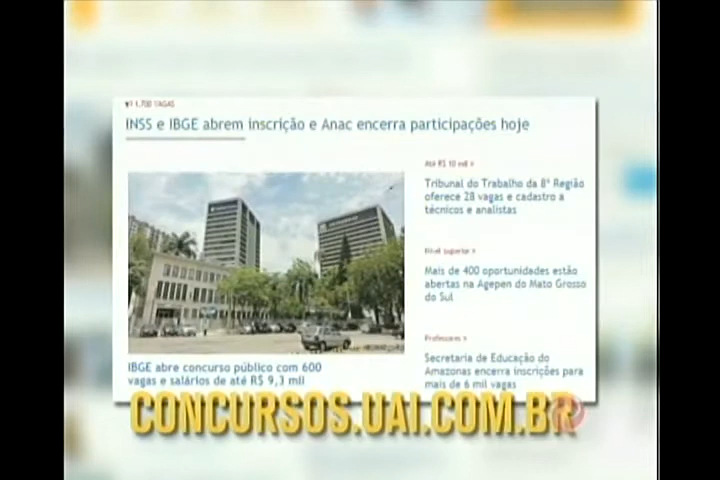 11.700 VAGAS
INSS e IBGE abrem inscrição e Anac encerra participações hoje
Até R$ 10 mil >
Tribunal do Trabalho da 8ª Região
oferece 28 vagas e cadastro a
técnicos e analistas
Nível superior >
Mais de 400 oportunidades estão
abertas na Agepen do Mato Grosso
do Sul
Professores >
Secretaria de Educação do
Amazonas encerra inscrições para
mais de 6 mil vagas
IBGE abre concurso público com 600
vagas e salários de até R$ 9,3 mil
CONCURSOS.UAI.COM.BR